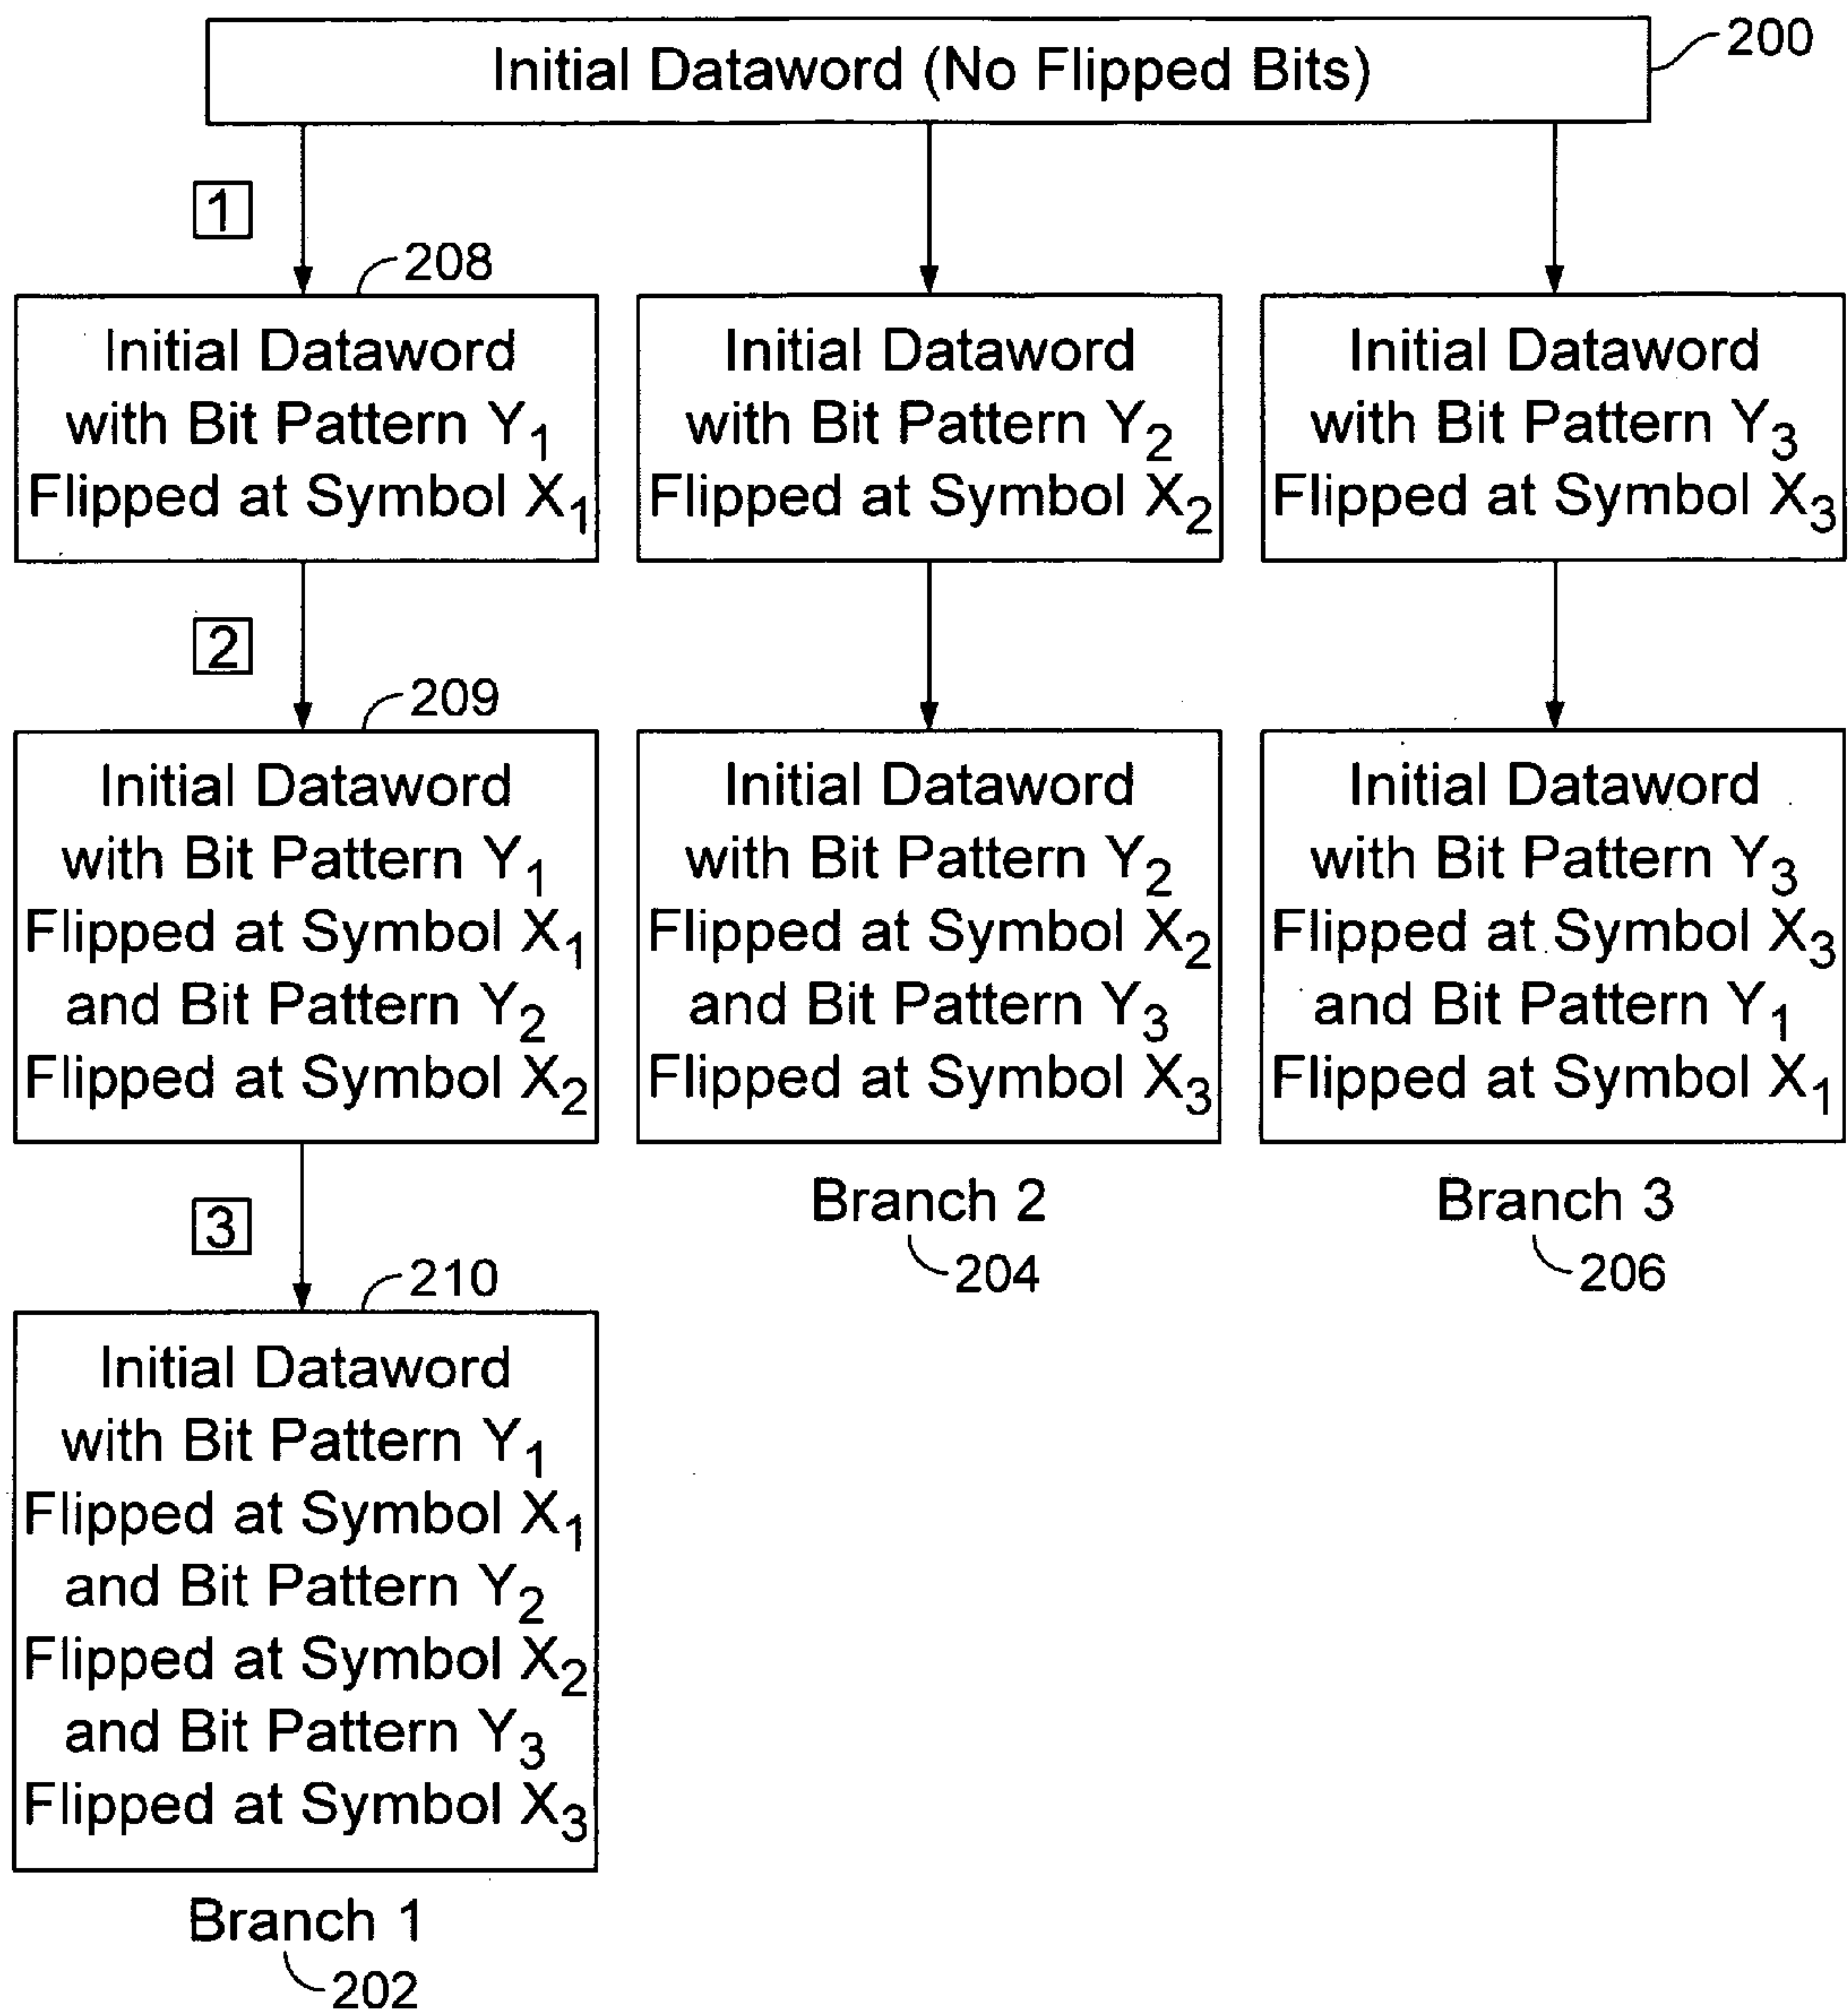 Initial Dataword (No Flipped Bits)
200
1
208
Initial Dataword
with Bit Pattern Y₁
Flipped at Symbol X₁
Initial Dataword
with Bit Pattern Y₂
Flipped at Symbol X₂
Initial Dataword
with Bit Pattern Y₃
Flipped at Symbol X₃
2
209
Initial Dataword
with Bit Pattern Y₁
Flipped at Symbol X₁
and Bit Pattern Y₂
Flipped at Symbol X₂
Initial Dataword
with Bit Pattern Y₂
Flipped at Symbol X₂
and Bit Pattern Y₃
Flipped at Symbol X₃
Initial Dataword
with Bit Pattern Y₃
Flipped at Symbol X₃
and Bit Pattern Y₁
Flipped at Symbol X₁
Branch 2
204
Branch 3
206
3
210
Initial Dataword
with Bit Pattern Y₁
Flipped at Symbol X₁
and Bit Pattern Y₂
Flipped at Symbol X₂
and Bit Pattern Y₃
Flipped at Symbol X₃
Branch 1
202